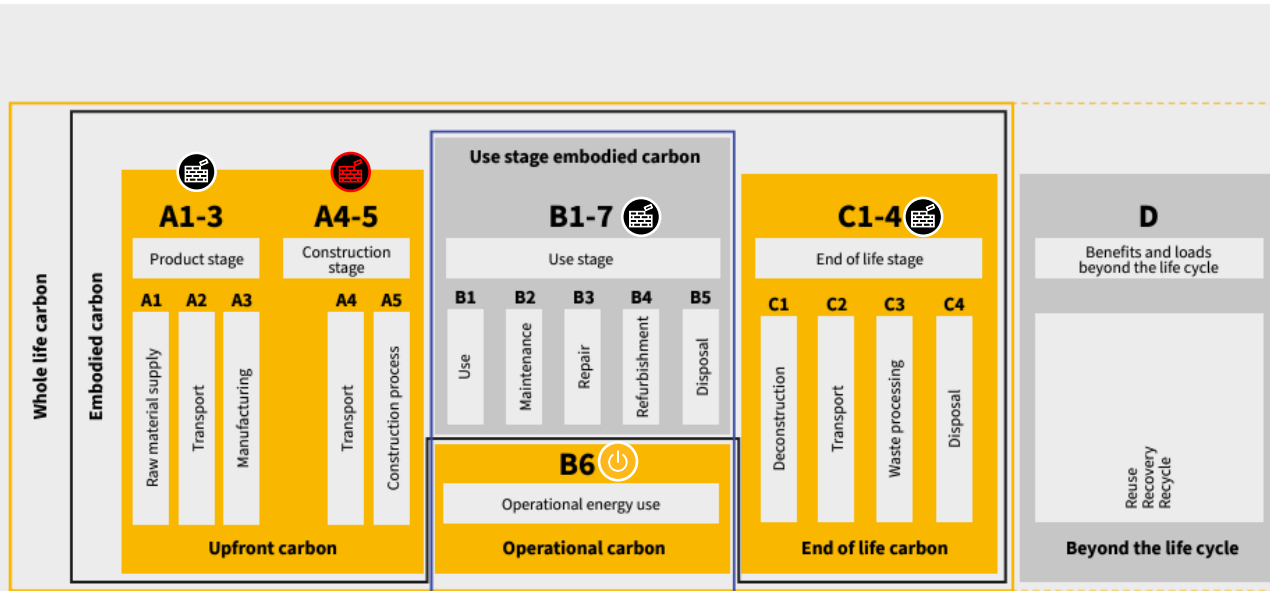 Whole life carbon
Embodied carbon
A1-3
Product stage
A1
A2
A3
Raw material supply
Transport
Manufacturing
A4-5
Construction
stage
A4
A5
Transport
Construction process
Upfront carbon
Use stage embodied carbon
B1-7
Use stage
B1
B2
B3
B4
B5
Use
Maintenance
Repair
Refurbishment
Disposal
B6
Operational energy use
Operational carbon
C1-4
End of life stage
C1
C2
C3
C4
Deconstruction
Transport
Waste processing
Disposal
End of life carbon
D
Benefits and loads
beyond the life cycle
Reuse
Recovery
Recycle
Beyond the life cycle